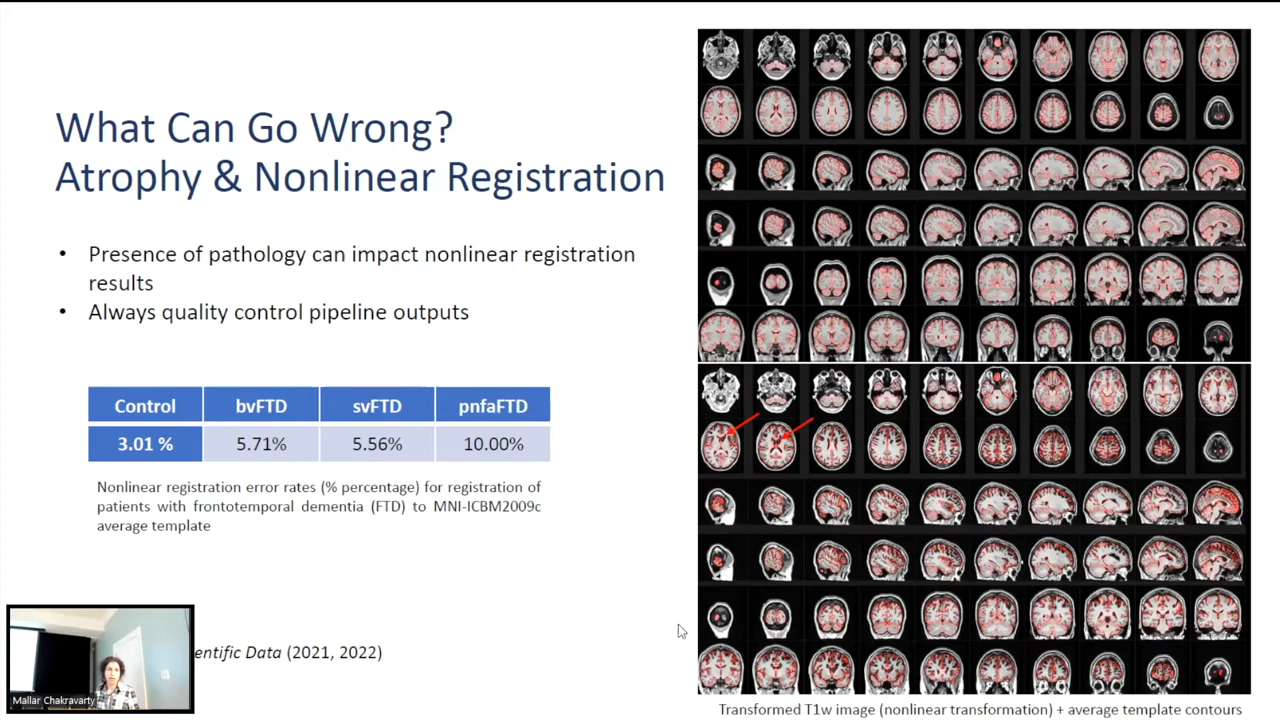 What Can Go Wrong?
Atrophy & Nonlinear Registration
• Presence of pathology can impact nonlinear registration
results
• Always quality control pipeline outputs
Control bvFTD svFTD pnfaFTD
3.01 % 5.71% 5.56% 10.00%
Nonlinear registration error rates (% percentage) for registration of
patients with frontotemporal dementia (FTD) to MNI-ICBM2009c
average template
entific Data (2021, 2022)
Mallar Chakravarty
Transformed T1w image (nonlinear transformation) + average template contours